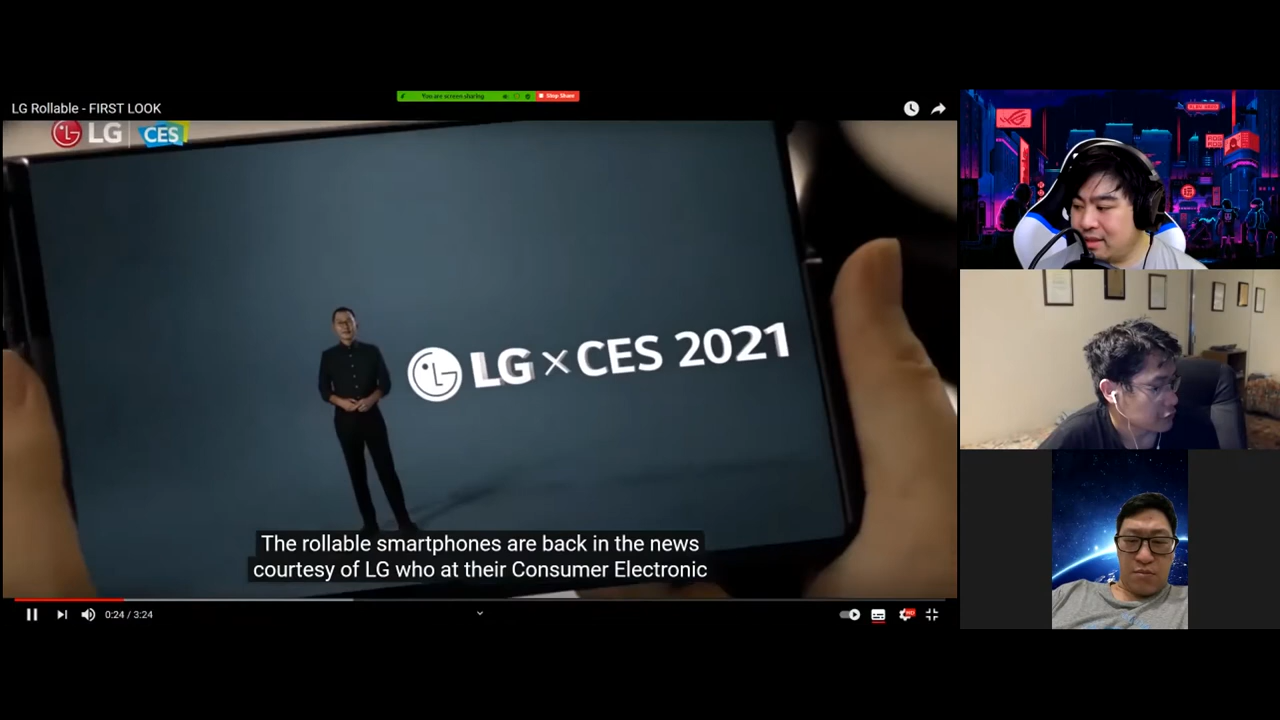 You are screen sharing
Stop Share
LG Rollable - FIRST LOOK
LG
CES
LG × CES 2021
The rollable smartphones are back in the news
courtesy of LG who at their Consumer Electronic
0:24 / 3:24
HD